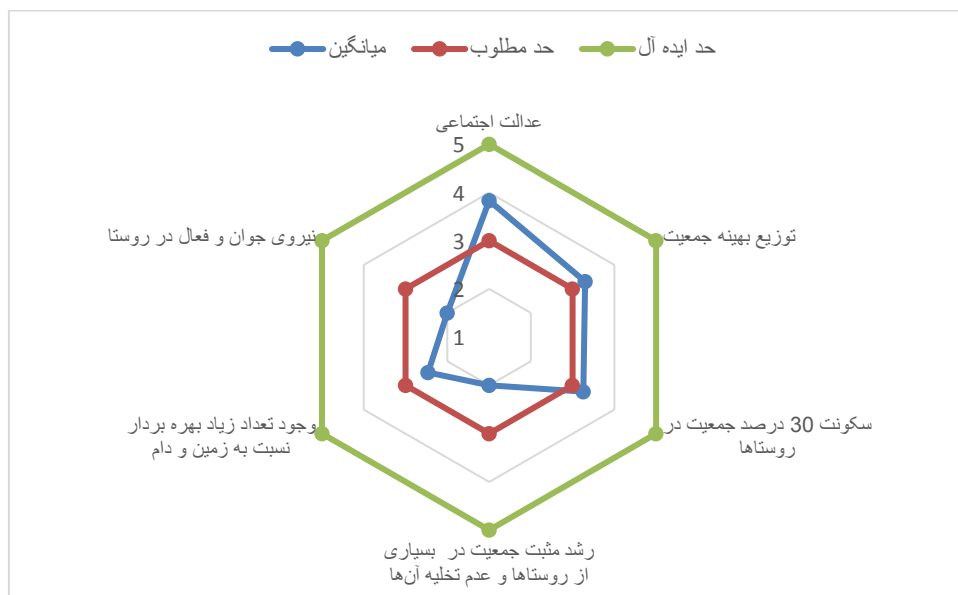 حد ایده آل
حد مطلوب
میانگین
عدالت اجتماعی
5
4
3
2
1
توزیع بهینه جمعیت
نیروی جوان و فعال در روستا
سکونت 30 درصد جمعیت در
روستاها
وجود تعداد زیاد بهره بردار
نسبت به زمین و دام
رشد مثبت جمعیت در بسیاری
از روستاها و عدم تخلیه آن‌ها